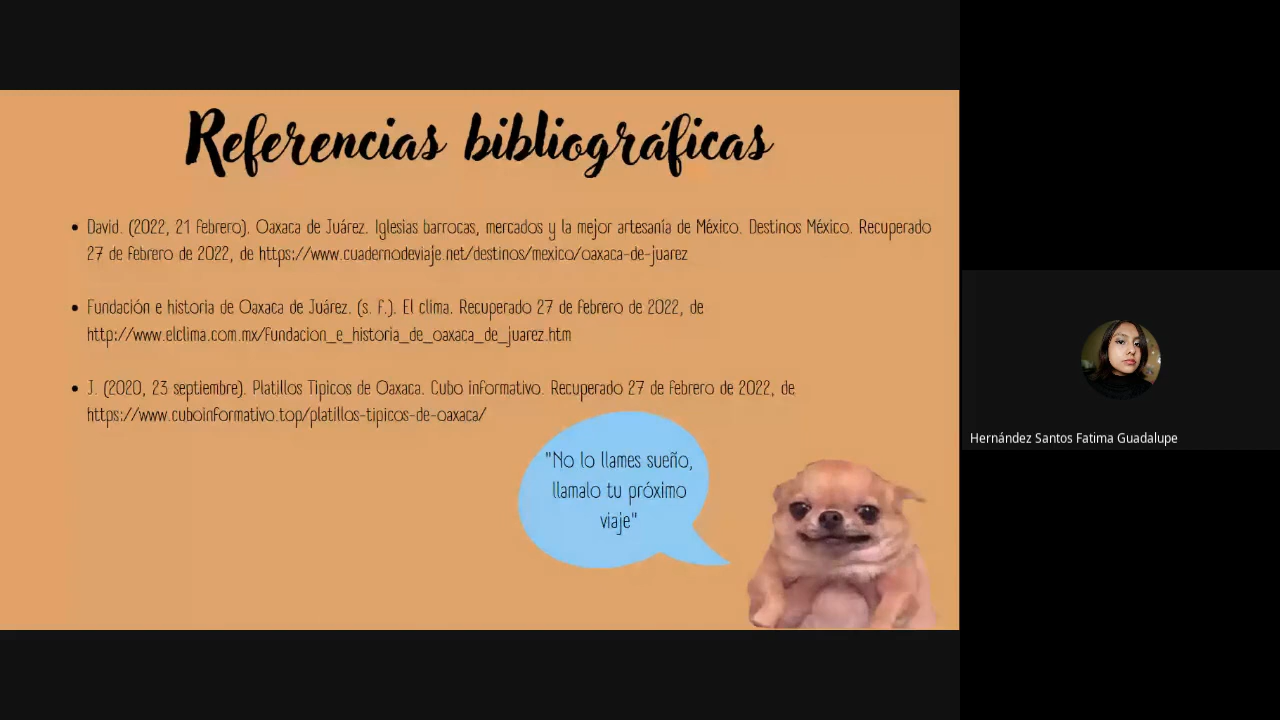 Referencias bibliográficas
David. (2022, 21 febrero). Oaxaca de Juárez. Iglesias barrocas, mercados y la mejor artesanía de México. Destinos México. Recuperado
27 de febrero de 2022, de https://www.cuadernodeviaje.net/destinos/mexico/oaxaca-de-juarez
Fundación e historia de Oaxaca de Juárez. (s. f.). El clima. Recuperado 27 de febrero de 2022, de
http://www.elclima.com.mx/fundacion_e_historia_de_oaxaca_de_juarez.htm
J. (2020, 23 septiembre). Platillos Tipicos de Oaxaca. Cubo informativo. Recuperado 27 de febrero de 2022, de
https://www.cuboinformativo.top/platillos-tipicos-de-oaxaca/
"No lo llames sueño,
llamalo tu próximo
viaje"
Hernández Santos Fatima Guadalupe